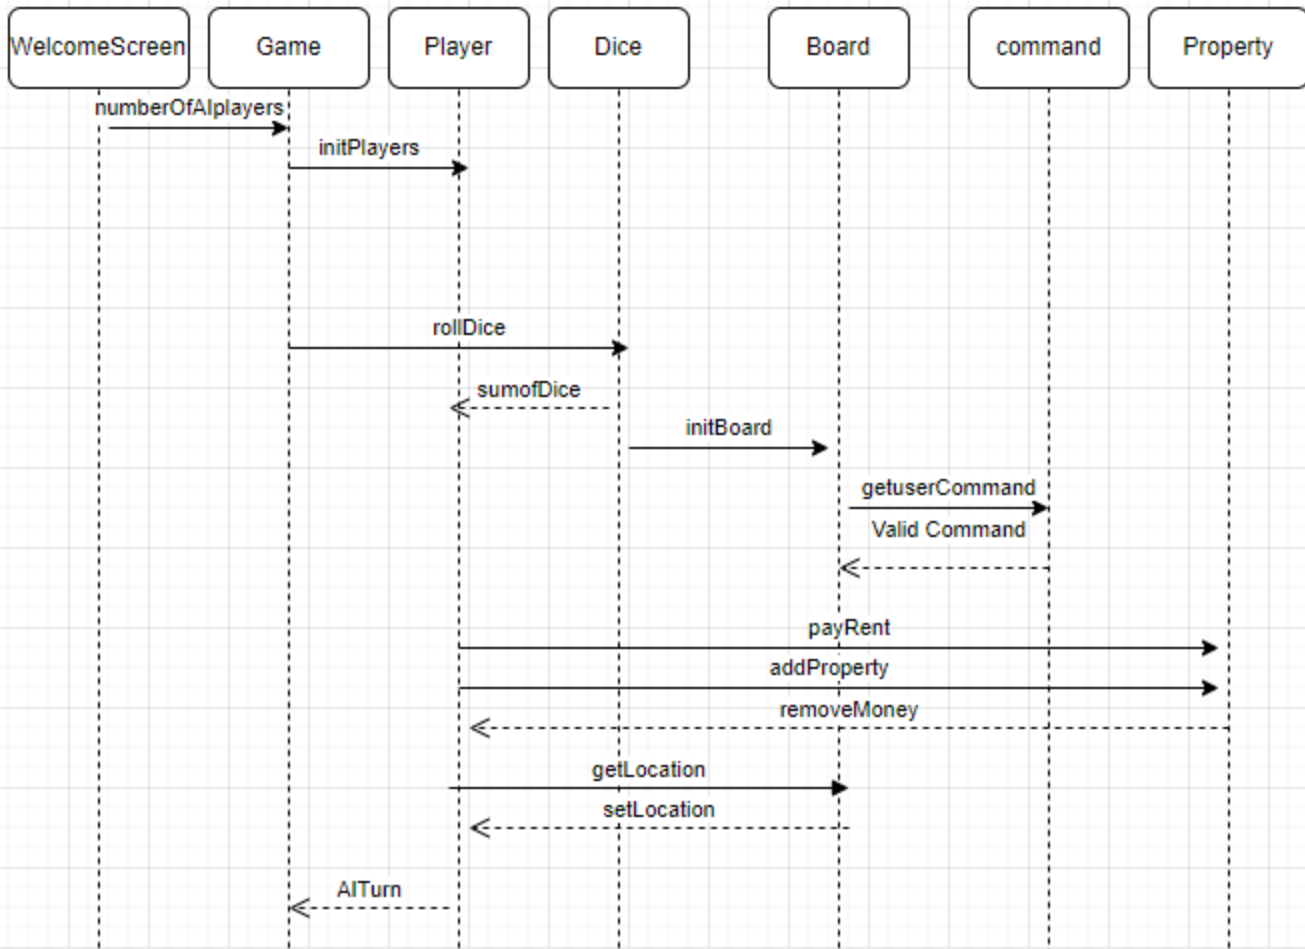 WelcomeScreen
Game
Player
Dice
Board
command
Property
numberOfAIplayers
initPlayers
rollDice
sumofDice
initBoard
getuserCommand
Valid Command
payRent
addProperty
removeMoney
getLocation
setLocation
AITurn